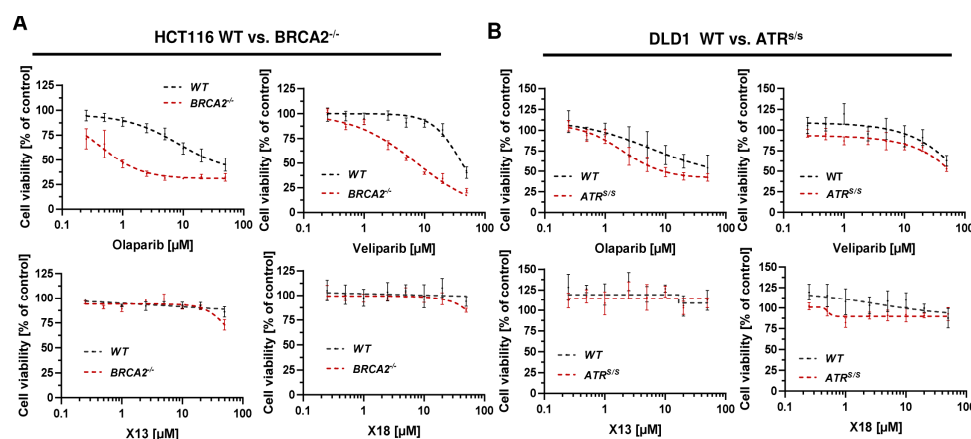 A
HCT116 WT vs. BRCA2-/-
B
DLD1 WT vs. ATRs/s
Cell viability [% of control]
125
100
75
50
25
0
WT
BRCA2-/-
0.1
1
10
100
Olaparib [µM]
Cell viability [% of control]
125
100
75
50
25
0
WT
BRCA2-/-
0.1
1
10
100
Veliparib [µM]
Cell viability [% of control]
150
125
100
75
50
25
0
WT
ATRS/S
0.1
1
10
100
Olaparib [µM]
Cell viability [% of control]
150
125
100
75
50
25
0
WT
ATRS/S
0.1
1
10
100
Veliparib [µM]
Cell viability [% of control]
125
100
75
50
25
0
WT
BRCA2-/-
0.1
1
10
100
X13 [µM]
Cell viability [% of control]
125
100
75
50
25
0
WT
BRCA2-/-
0.1
1
10
100
X18 [µM]
Cell viability [% of control]
150
125
100
75
50
25
0
WT
ATRS/S
0.1
1
10
100
X13 [µM]
Cell viability [% of control]
150
125
100
75
50
25
0
WT
ATRS/S
0.1
1
10
100
X18 [µM]